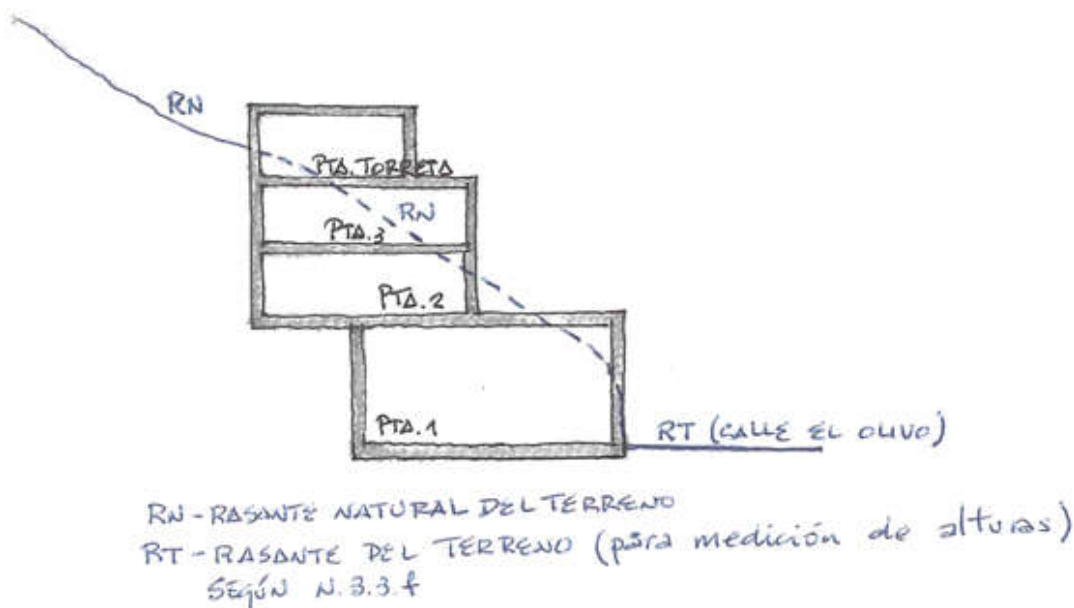 RN
PTA. TORRETA
RN
PTA. 3
PTA. 2
PTA. 1
RT (CALLE EL OLIVO)
RN - RASANTE NATURAL DEL TERRENO
RT - RASANTE DEL TERRENO (para medición de alturas)
SEGÚN N. 3.3.f